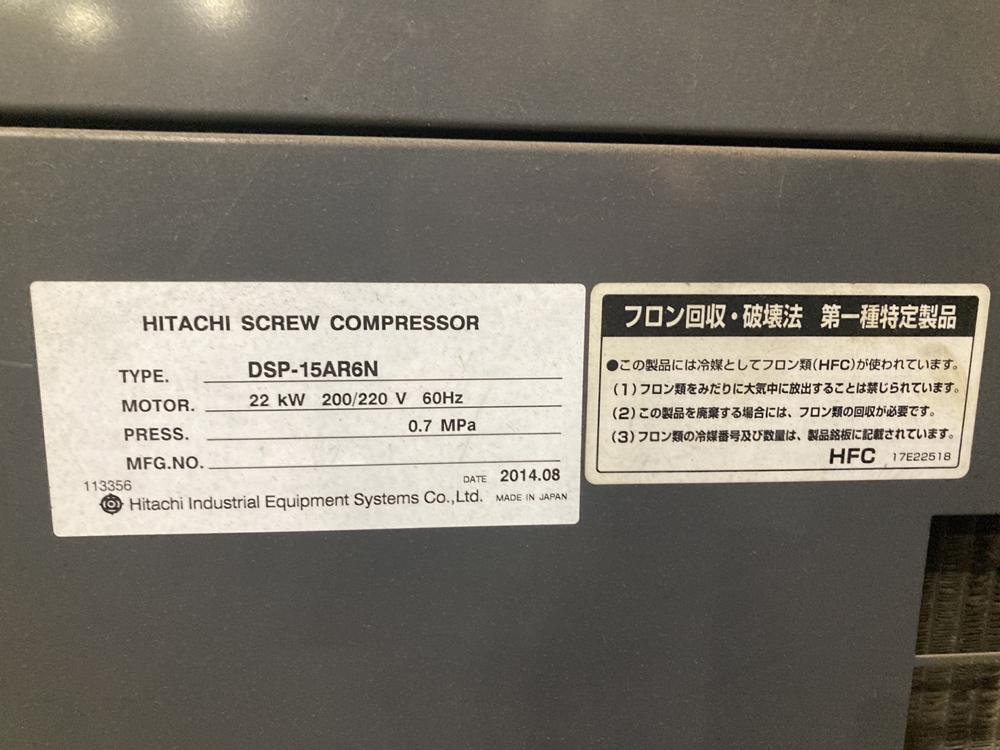 HITACHI SCREW COMPRESSOR
TYPE. DSP-15AR6N
MOTOR. 22 kW 200/220 V 60Hz
PRESS. 0.7 MPa
MFG.NO.
113356 DATE 2014.08
Hitachi Industrial Equipment Systems Co.,Ltd. MADE IN JAPAN
フロン回収・破壊法 第一種特定製品
●この製品には冷媒としてフロン類(HFC)が使われています。
(1)フロン類をみだりに大気中に放出することは禁じられています。
(2)この製品を廃棄する場合には、フロン類の回収が必要です。
(3)フロン類の冷媒番号及び数量は、製品銘板に記載されています。
HFC 17E22518